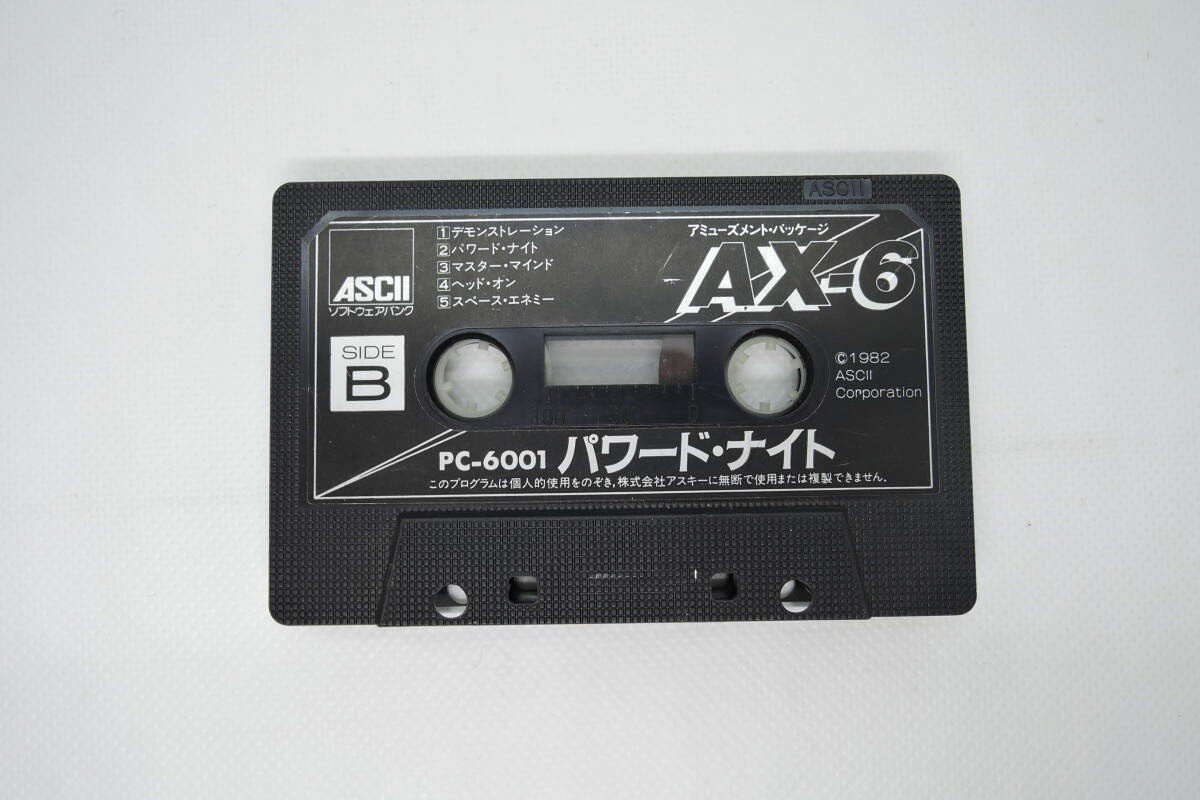 ASCII
ASCII
ソフトウェアバンク
1 デモンストレーション
2 パワード・ナイト
3 マスター・マインド
4 ヘッド・オン
5 スペース・エネミー
アミューズメント・パッケージ
AX-6
SIDE
B
©1982
ASCII
Corporation
100 50 0
PC-6001 パワード・ナイト
このプログラムは個人的使用をのぞき,株式会社アスキーに無断で使用または複製できません.